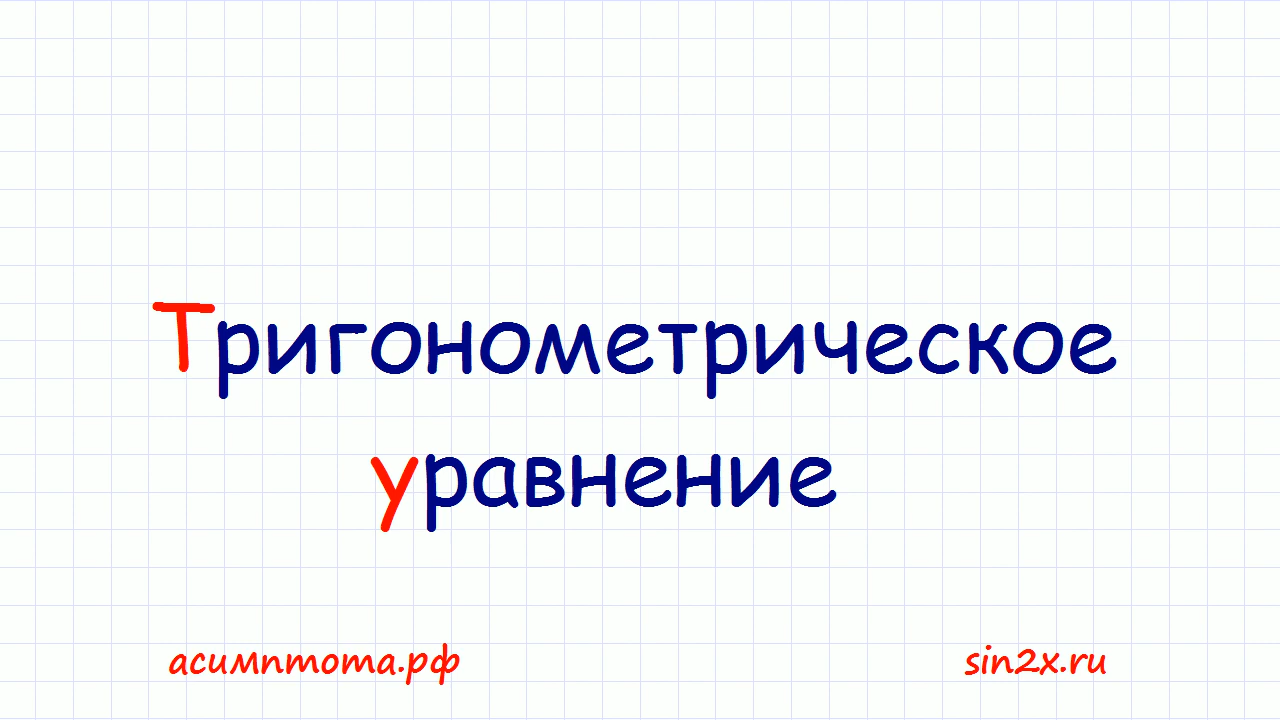 Тригонометрическое
уравнение
асимптота.рф
sin2x.ru